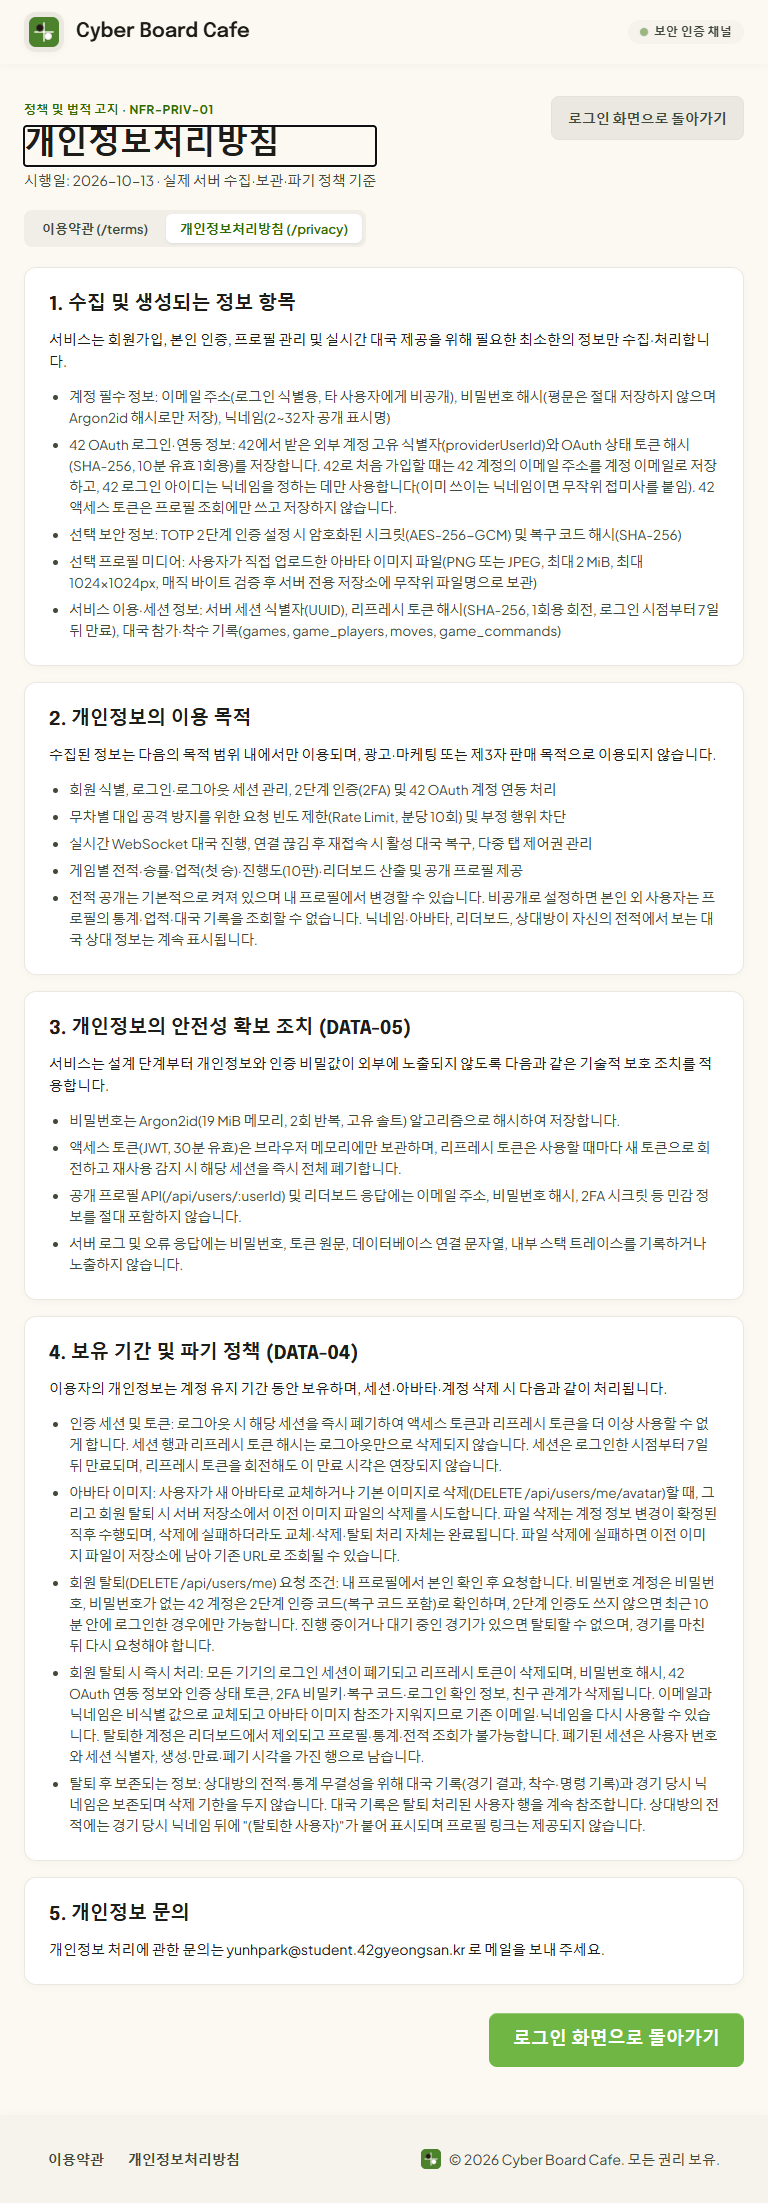 Cyber Board Cafe
보안 인증 채널
정책 및 법적 고지 · NFR-PRIV-01
개인정보처리방침
로그인 화면으로 돌아가기
시행일: 2026-10-13 · 실제 서버 수집·보관·파기 정책 기준
이용약관 (/terms)
개인정보처리방침 (/privacy)
1. 수집 및 생성되는 정보 항목
서비스는 회원가입, 본인 인증, 프로필 관리 및 실시간 대국 제공을 위해 필요한 최소한의 정보만 수집·처리합니
다.
• 계정 필수 정보: 이메일 주소(로그인 식별용, 타 사용자에게 비공개), 비밀번호 해시(평문은 절대 저장하지 않으며
Argon2id 해시로만 저장), 닉네임(2~32자 공개 표시명)
• 42 OAuth 로그인·연동 정보: 42에서 받은 외부 계정 고유 식별자(providerUserId)와 OAuth 상태 토큰 해시
(SHA-256, 10분 유효 1회용)를 저장합니다. 42로 처음 가입할 때는 42 계정의 이메일 주소를 계정 이메일로 저장
하고, 42 로그인 아이디는 닉네임을 정하는 데만 사용합니다(이미 쓰이는 닉네임이면 무작위 접미사를 붙임). 42
액세스 토큰은 프로필 조회에만 쓰고 저장하지 않습니다.
• 선택 보안 정보: TOTP 2단계 인증 설정 시 암호화된 시크릿(AES-256-GCM) 및 복구 코드 해시(SHA-256)
• 선택 프로필 미디어: 사용자가 직접 업로드한 아바타 이미지 파일(PNG 또는 JPEG, 최대 2 MiB, 최대
1024×1024px, 매직 바이트 검증 후 서버 전용 저장소에 무작위 파일명으로 보관)
• 서비스 이용·세션 정보: 서버 세션 식별자(UUID), 리프레시 토큰 해시(SHA-256, 1회용 회전, 로그인 시점부터 7일
뒤 만료), 대국 참가·착수 기록(games, game_players, moves, game_commands)
2. 개인정보의 이용 목적
수집된 정보는 다음의 목적 범위 내에서만 이용되며, 광고·마케팅 또는 제3자 판매 목적으로 이용되지 않습니다.
• 회원 식별, 로그인·로그아웃 세션 관리, 2단계 인증(2FA) 및 42 OAuth 계정 연동 처리
• 무차별 대입 공격 방지를 위한 요청 빈도 제한(Rate Limit, 분당 10회) 및 부정 행위 차단
• 실시간 WebSocket 대국 진행, 연결 끊김 후 재접속 시 활성 대국 복구, 다중 탭 제어권 관리
• 게임별 전적·승률·업적(첫 승)·진행도(10판)·리더보드 산출 및 공개 프로필 제공
• 전적 공개는 기본적으로 켜져 있으며 내 프로필에서 변경할 수 있습니다. 비공개로 설정하면 본인 외 사용자는 프
로필의 통계·업적·대국 기록을 조회할 수 없습니다. 닉네임·아바타, 리더보드, 상대방이 자신의 전적에서 보는 대
국 상대 정보는 계속 표시됩니다.
3. 개인정보의 안전성 확보 조치 (DATA-05)
서비스는 설계 단계부터 개인정보와 인증 비밀값이 외부에 노출되지 않도록 다음과 같은 기술적 보호 조치를 적
용합니다.
• 비밀번호는 Argon2id(19 MiB 메모리, 2회 반복, 고유 솔트) 알고리즘으로 해시하여 저장합니다.
• 액세스 토큰(JWT, 30분 유효)은 브라우저 메모리에만 보관하며, 리프레시 토큰은 사용할 때마다 새 토큰으로 회
전하고 재사용 감지 시 해당 세션을 즉시 전체 폐기합니다.
• 공개 프로필 API(/api/users/:userId) 및 리더보드 응답에는 이메일 주소, 비밀번호 해시, 2FA 시크릿 등 민감 정
보를 절대 포함하지 않습니다.
• 서버 로그 및 오류 응답에는 비밀번호, 토큰 원문, 데이터베이스 연결 문자열, 내부 스택 트레이스를 기록하거나
노출하지 않습니다.
4. 보유 기간 및 파기 정책 (DATA-04)
이용자의 개인정보는 계정 유지 기간 동안 보유하며, 세션·아바타·계정 삭제 시 다음과 같이 처리됩니다.
• 인증 세션 및 토큰: 로그아웃 시 해당 세션을 즉시 폐기하여 액세스 토큰과 리프레시 토큰을 더 이상 사용할 수 없
게 합니다. 세션 행과 리프레시 토큰 해시는 로그아웃만으로 삭제되지 않습니다. 세션은 로그인한 시점부터 7일
뒤 만료되며, 리프레시 토큰을 회전해도 이 만료 시각은 연장되지 않습니다.
• 아바타 이미지: 사용자가 새 아바타로 교체하거나 기본 이미지로 삭제(DELETE /api/users/me/avatar)할 때, 그
리고 회원 탈퇴 시 서버 저장소에서 이전 이미지 파일의 삭제를 시도합니다. 파일 삭제는 계정 정보 변경이 확정된
직후 수행되며, 삭제에 실패하더라도 교체·삭제·탈퇴 처리 자체는 완료됩니다. 파일 삭제에 실패하면 이전 이미
지 파일이 저장소에 남아 기존 URL로 조회될 수 있습니다.
• 회원 탈퇴(DELETE /api/users/me) 요청 조건: 내 프로필에서 본인 확인 후 요청합니다. 비밀번호 계정은 비밀번
호, 비밀번호가 없는 42 계정은 2단계 인증 코드(복구 코드 포함)로 확인하며, 2단계 인증도 쓰지 않으면 최근 10
분 안에 로그인한 경우에만 가능합니다. 진행 중이거나 대기 중인 경기가 있으면 탈퇴할 수 없으며, 경기를 마친
뒤 다시 요청해야 합니다.
• 회원 탈퇴 시 즉시 처리: 모든 기기의 로그인 세션이 폐기되고 리프레시 토큰이 삭제되며, 비밀번호 해시, 42
OAuth 연동 정보와 인증 상태 토큰, 2FA 비밀키·복구 코드·로그인 확인 정보, 친구 관계가 삭제됩니다. 이메일과
닉네임은 비식별 값으로 교체되고 아바타 이미지 참조가 지워지므로 기존 이메일·닉네임을 다시 사용할 수 있습
니다. 탈퇴한 계정은 리더보드에서 제외되고 프로필·통계·전적 조회가 불가능합니다. 폐기된 세션은 사용자 번호
와 세션 식별자, 생성·만료·폐기 시각을 가진 행으로 남습니다.
• 탈퇴 후 보존되는 정보: 상대방의 전적·통계 무결성을 위해 대국 기록(경기 결과, 착수·명령 기록)과 경기 당시 닉
네임은 보존되며 삭제 기한을 두지 않습니다. 대국 기록은 탈퇴 처리된 사용자 행을 계속 참조합니다. 상대방의 전
적에는 경기 당시 닉네임 뒤에 "(탈퇴한 사용자)"가 붙어 표시되며 프로필 링크는 제공되지 않습니다.
5. 개인정보 문의
개인정보 처리에 관한 문의는 yunhpark@student.42gyeongsan.kr 로 메일을 보내 주세요.
로그인 화면으로 돌아가기
이용약관
개인정보처리방침
© 2026 Cyber Board Cafe. 모든 권리 보유.